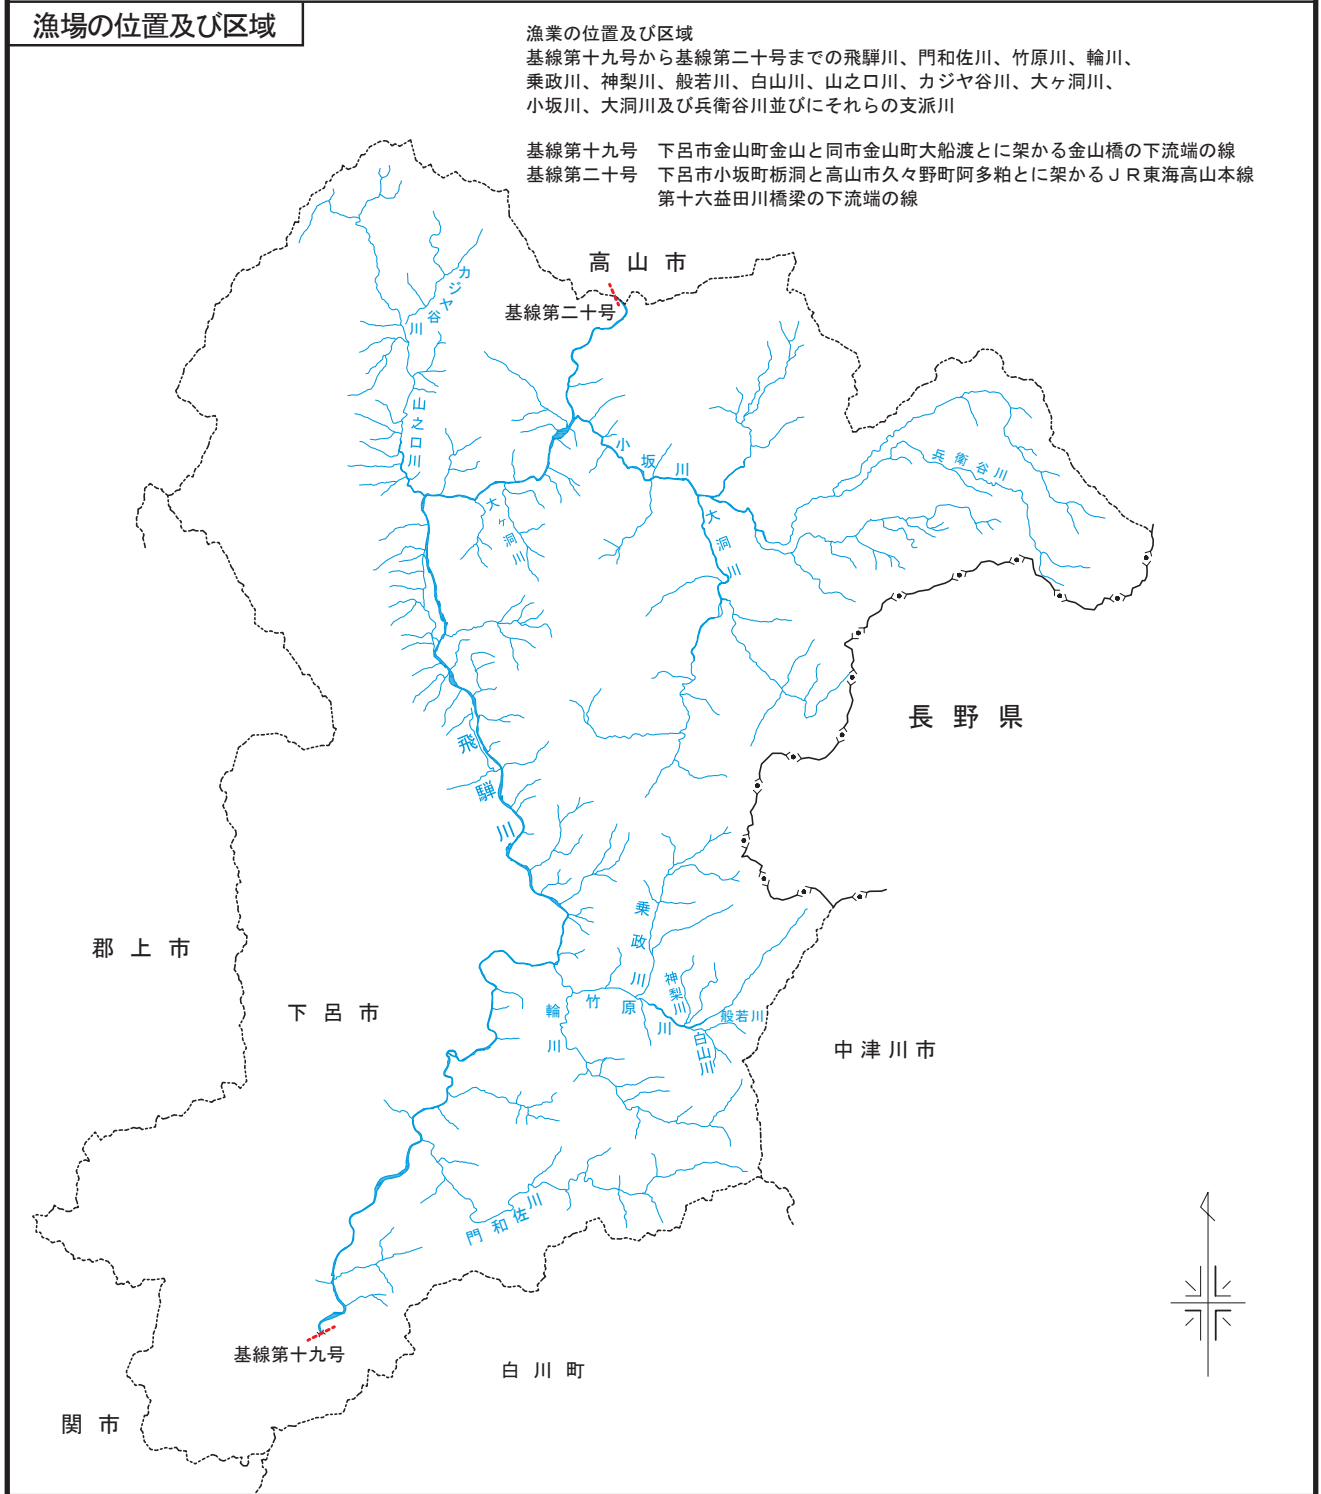 漁場の位置及び区域
漁業の位置及び区域
基線第十九号から基線第二十号までの飛騨川、門和佐川、竹原川、輪川、
乗政川、神梨川、般若川、白山川、山之口川、カジヤ谷川、大ヶ洞川、
小坂川、大洞川及び兵衛谷川並びにそれらの支派川
基線第十九号 下呂市金山町金山と同市金山町大船渡とに架かる金山橋の下流端の線
基線第二十号 下呂市小坂町栃洞と高山市久々野町阿多粕とに架かるJR東海高山本線
第十六益田川橋梁の下流端の線
高山市
基線第二十号
カジヤ谷川
山之口川
小坂川
兵衛谷川
大ヶ洞川
大洞川
長野県
飛騨川
乗政川
郡上市
下呂市
神梨川
竹原川
輪川
般若川
白山川
中津川市
門和佐川
基線第十九号
白川町
関市